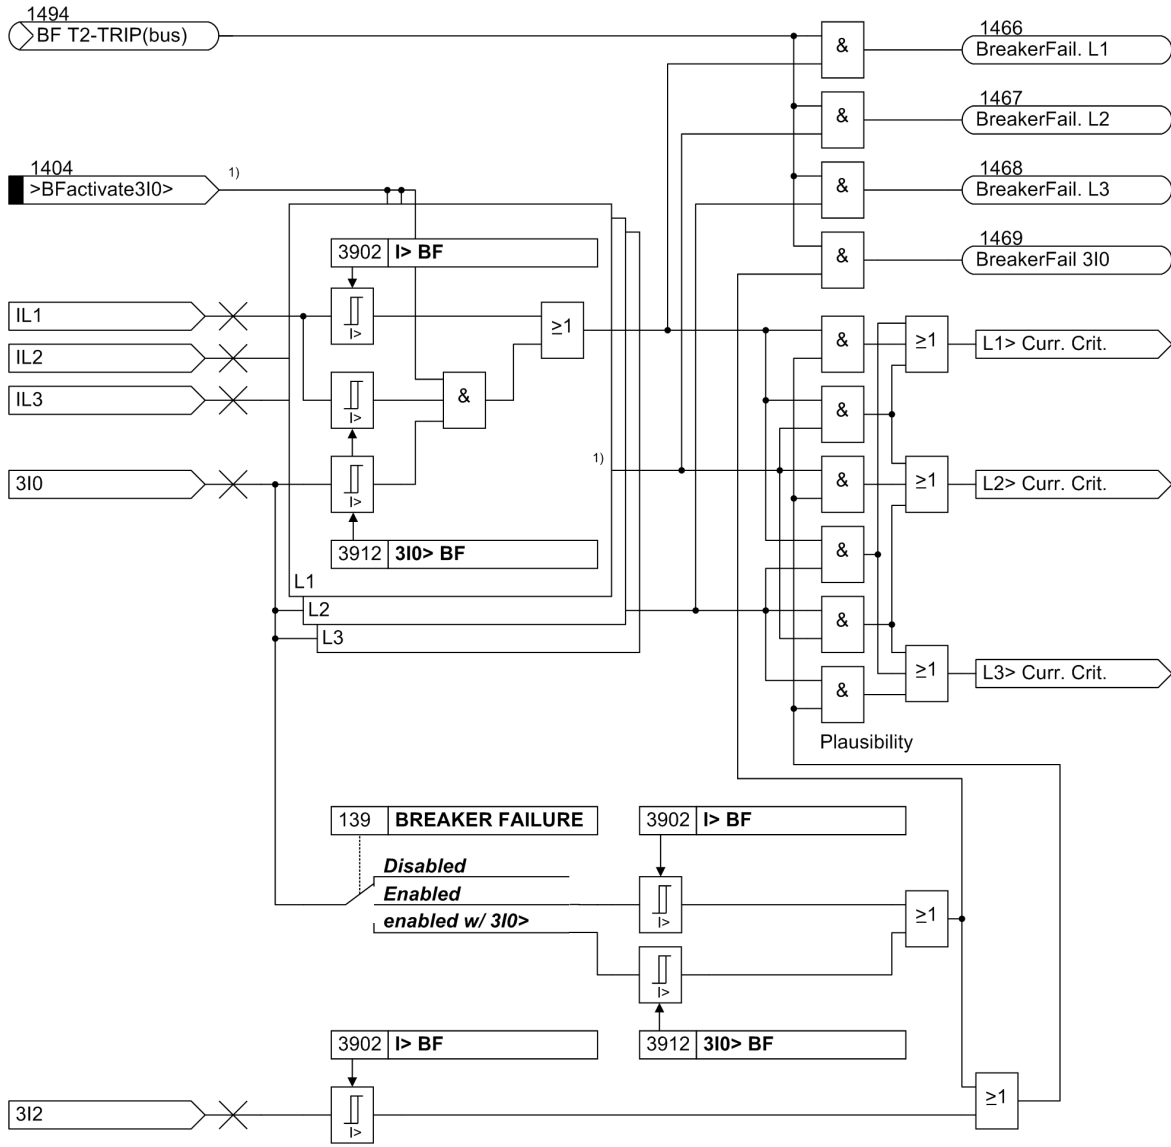 1494
BF T2-TRIP(bus)
&
1466
BreakerFail. L1
&
1467
BreakerFail. L2
1404
>BFactivate3I0>
1)
&
1468
BreakerFail. L3
&
1469
BreakerFail 3I0
3902 I> BF
IL1
I>
≥1
&
≥1
L1> Curr. Crit.
IL2
IL3
I>
&
&
3I0
I>
1)
&
≥1
L2> Curr. Crit.
3912 3I0> BF
&
L1
L2
&
L3
≥1
L3> Curr. Crit.
&
Plausibility
139 BREAKER FAILURE
3902 I> BF
Disabled
Enabled
enabled w/ 3I0>
I>
≥1
I>
3902 I> BF
3912 3I0> BF
3I2
I>
≥1